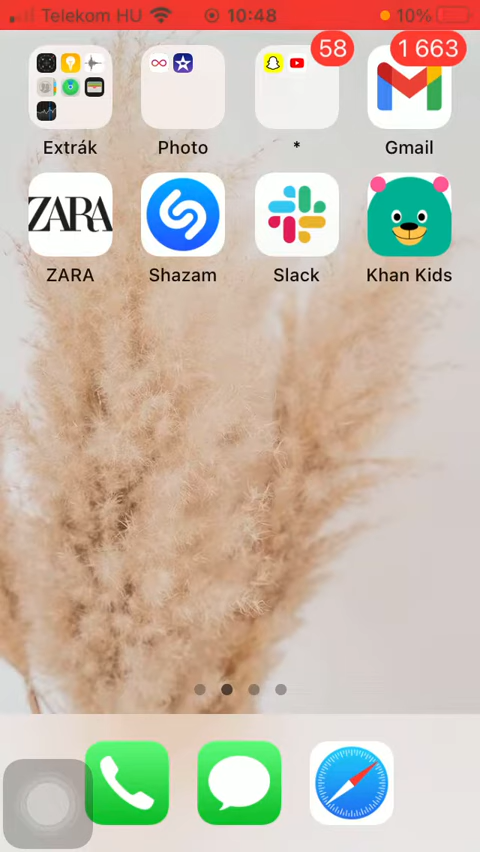 Telekom HU 10:48 10%
58 1 663
Extrák Photo * Gmail
ZARA
ZARA Shazam Slack Khan Kids